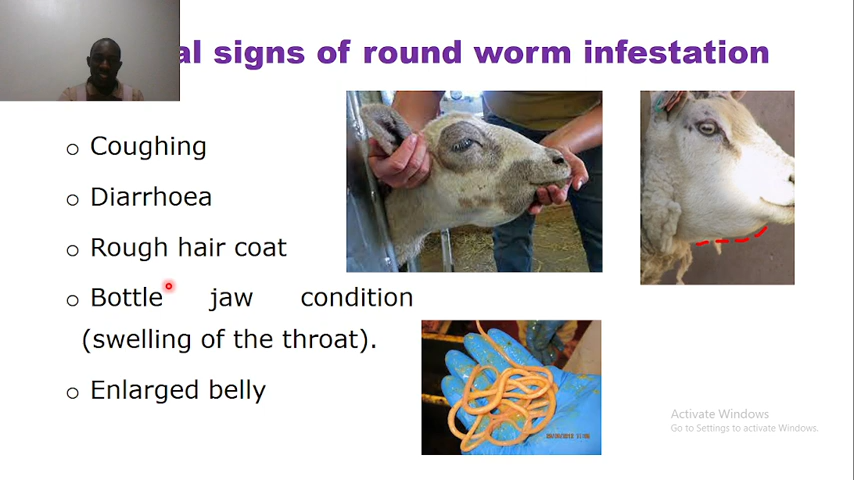 al signs of round worm infestation
Coughing
Diarrhoea
Rough hair coat
Bottle jaw condition
(swelling of the throat).
Enlarged belly
Activate Windows
Go to Settings to activate Windows.